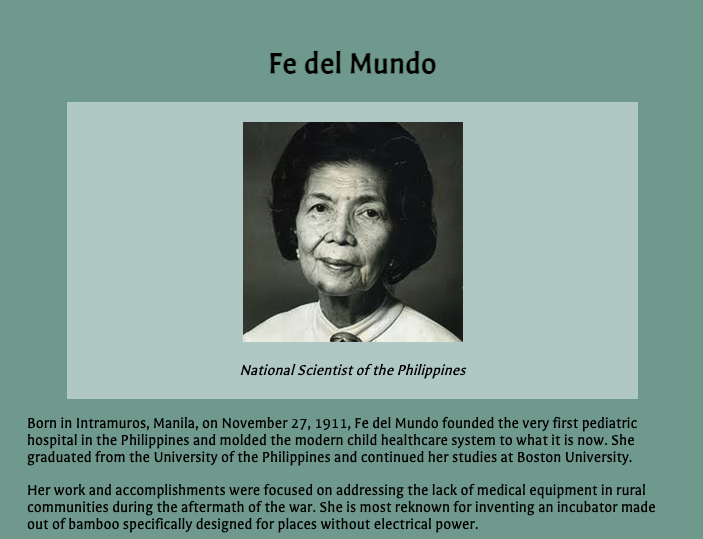 Fe del Mundo
National Scientist of the Philippines
Born in Intramuros, Manila, on November 27, 1911, Fe del Mundo founded the very first pediatric
hospital in the Philippines and molded the modern child healthcare system to what it is now. She
graduated from the University of the Philippines and continued her studies at Boston University.
Her work and accomplishments were focused on addressing the lack of medical equipment in rural
communities during the aftermath of the war. She is most reknown for inventing an incubator made
out of bamboo specifically designed for places without electrical power.